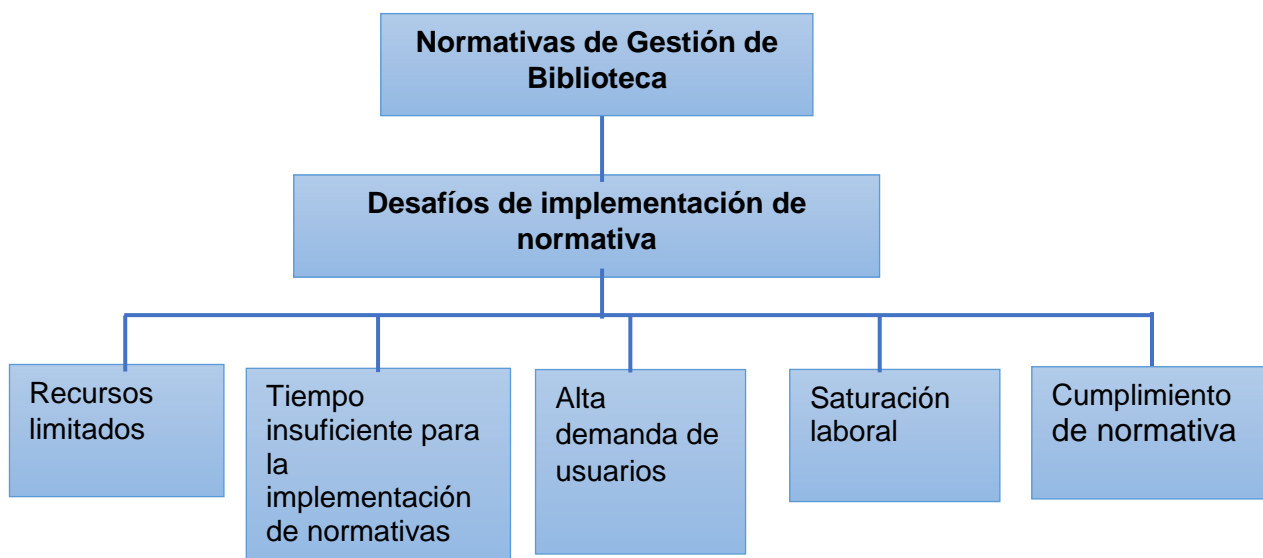 Normativas de Gestión de
Biblioteca
Desafíos de implementación de
normativa
Recursos
limitados
Tiempo
insuficiente para
la
implementación
de normativas
Alta
demanda de
usuarios
Saturación
laboral
Cumplimiento
de normativa